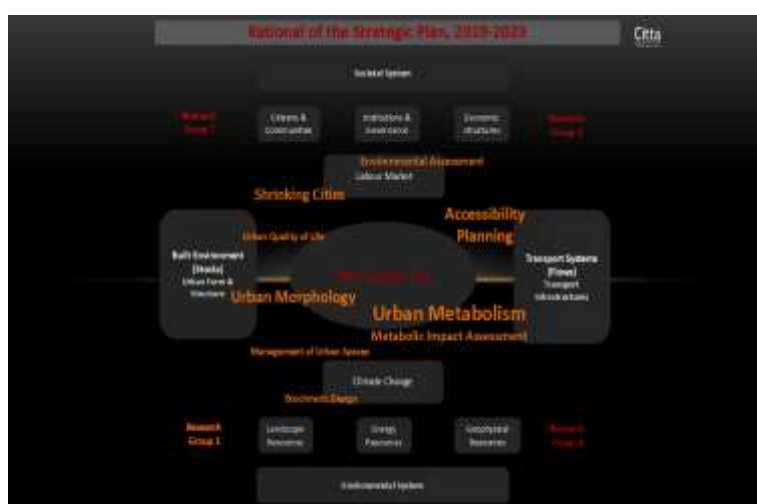 Rational of the Strategic Plan, 2019-2023
Citta
Societal System
Research
Group 2
Citizens &
Communities
Institutions &
Governance
Economic
structures
Research
Group
Environmental Assessment
Labour Market
Shrinking Cities
Accessibility
Planning
Urban Quality of Life
Built Environment
[Stocks]
Urban Form &
Structure
Transport Systems
[Flows]
Transport
Infrastructures
Urban Morphology
Urban Metabolism
Metabolic Impact Assessment
Management of Urban Spaces
Climate Change
Design
Research
Group 1
Landscape
Resources
Energy
Resources
Geophysical
Resources
Research
Group
Environmental System